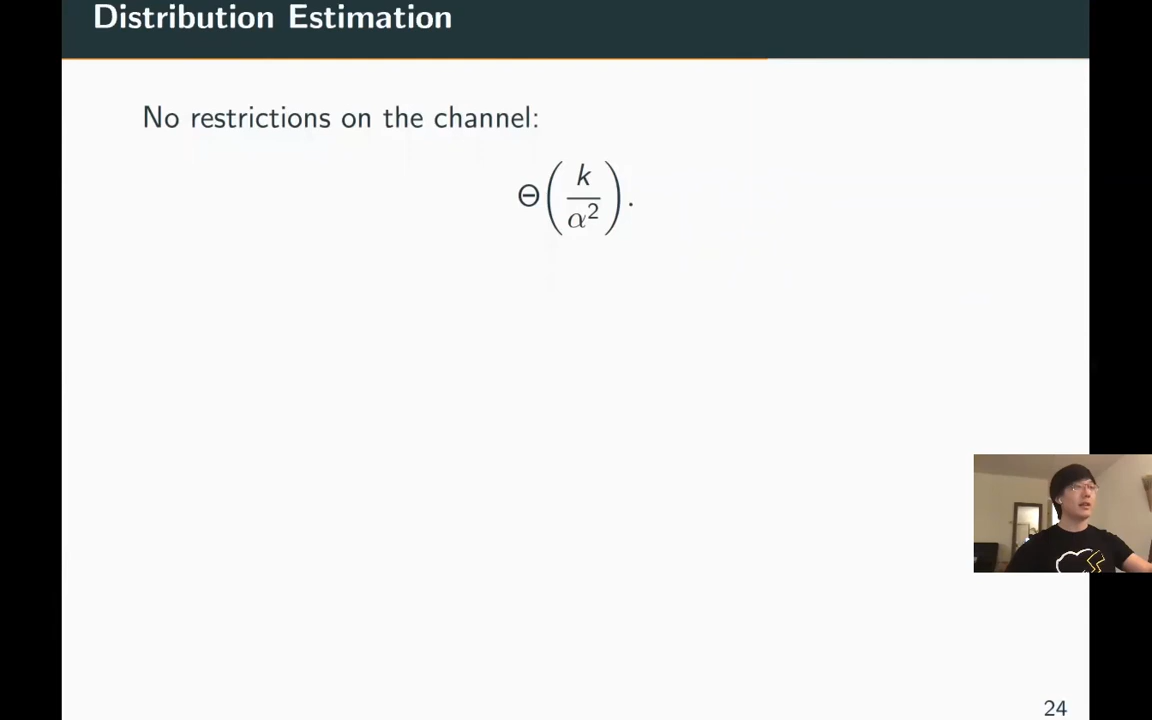 Distribution Estimation
No restrictions on the channel:
Θ(k/α²).
24